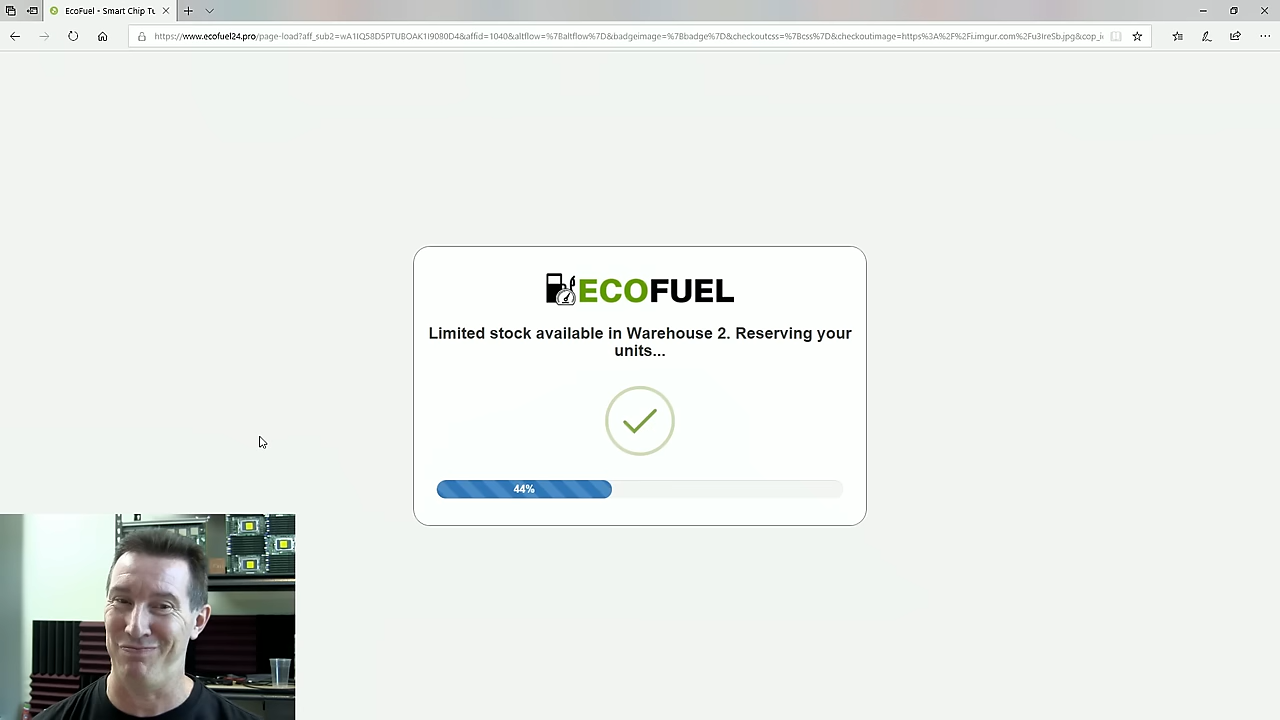 EcoFuel - Smart Chip Tu
https://www.ecofuel24.pro/page-load?aff_sub2=wA1IQ58D5PTUBOAK1I9080D4&affid=1040&altflow=%7Baltflow%7D&badgeimage=%7Bbadge%7D&checkoutcss=%7Bcss%7D&checkoutimage=https%3A%2F%2Fi.imgur.com%2Fu3IreSb.jpg&cop_i
ECOFUEL
Limited stock available in Warehouse 2. Reserving your
units...
44%